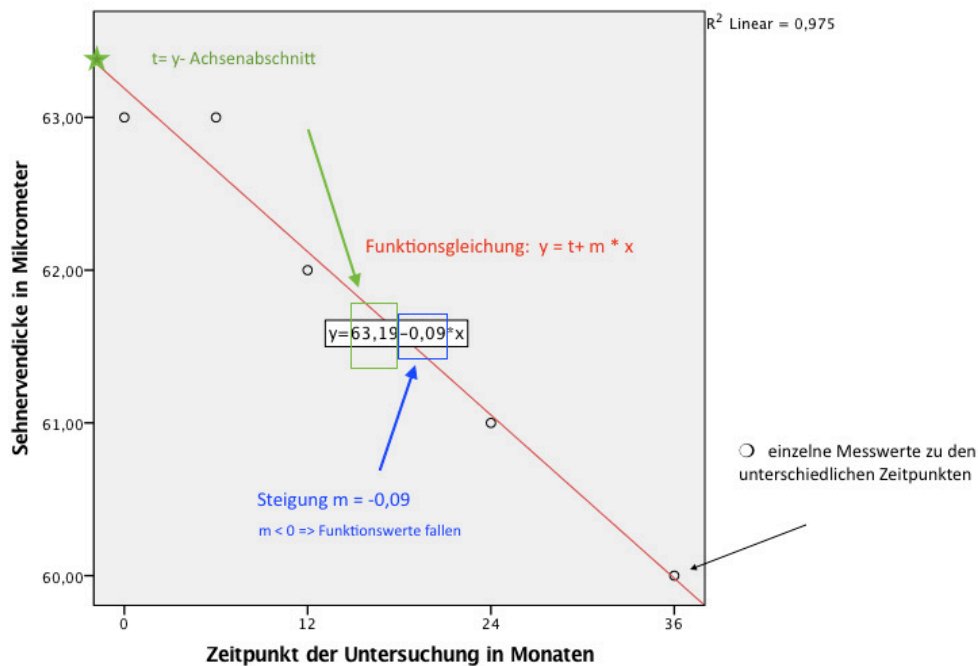 R² Linear = 0,975
t= y- Achsenabschnitt
63,00
62,00
61,00
60,00
Sehnervendicke in Mikrometer
Funktionsgleichung: y = t+ m * x
y=63,19-0,09*x
Steigung m = -0,09
m < 0 => Funktionswerte fallen
einzelne Messwerte zu den
unterschiedlichen Zeitpunkten
0 12 24 36
Zeitpunkt der Untersuchung in Monaten